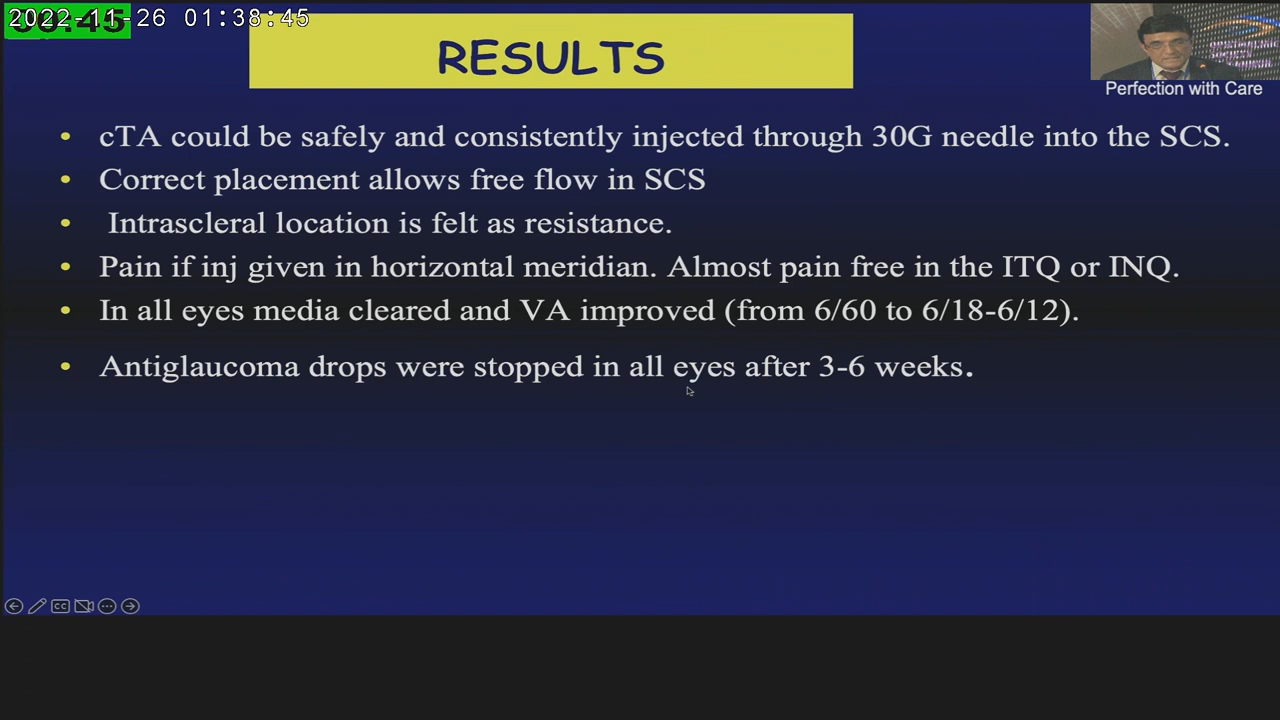 2022-11-26 01:38:45
RESULTS
Perfection with Care
• cTA could be safely and consistently injected through 30G needle into the SCS.
• Correct placement allows free flow in SCS
• Intrascleral location is felt as resistance.
• Pain if inj given in horizontal meridian. Almost pain free in the ITQ or INQ.
• In all eyes media cleared and VA improved (from 6/60 to 6/18-6/12).
• Antiglaucoma drops were stopped in all eyes after 3-6 weeks.
CC